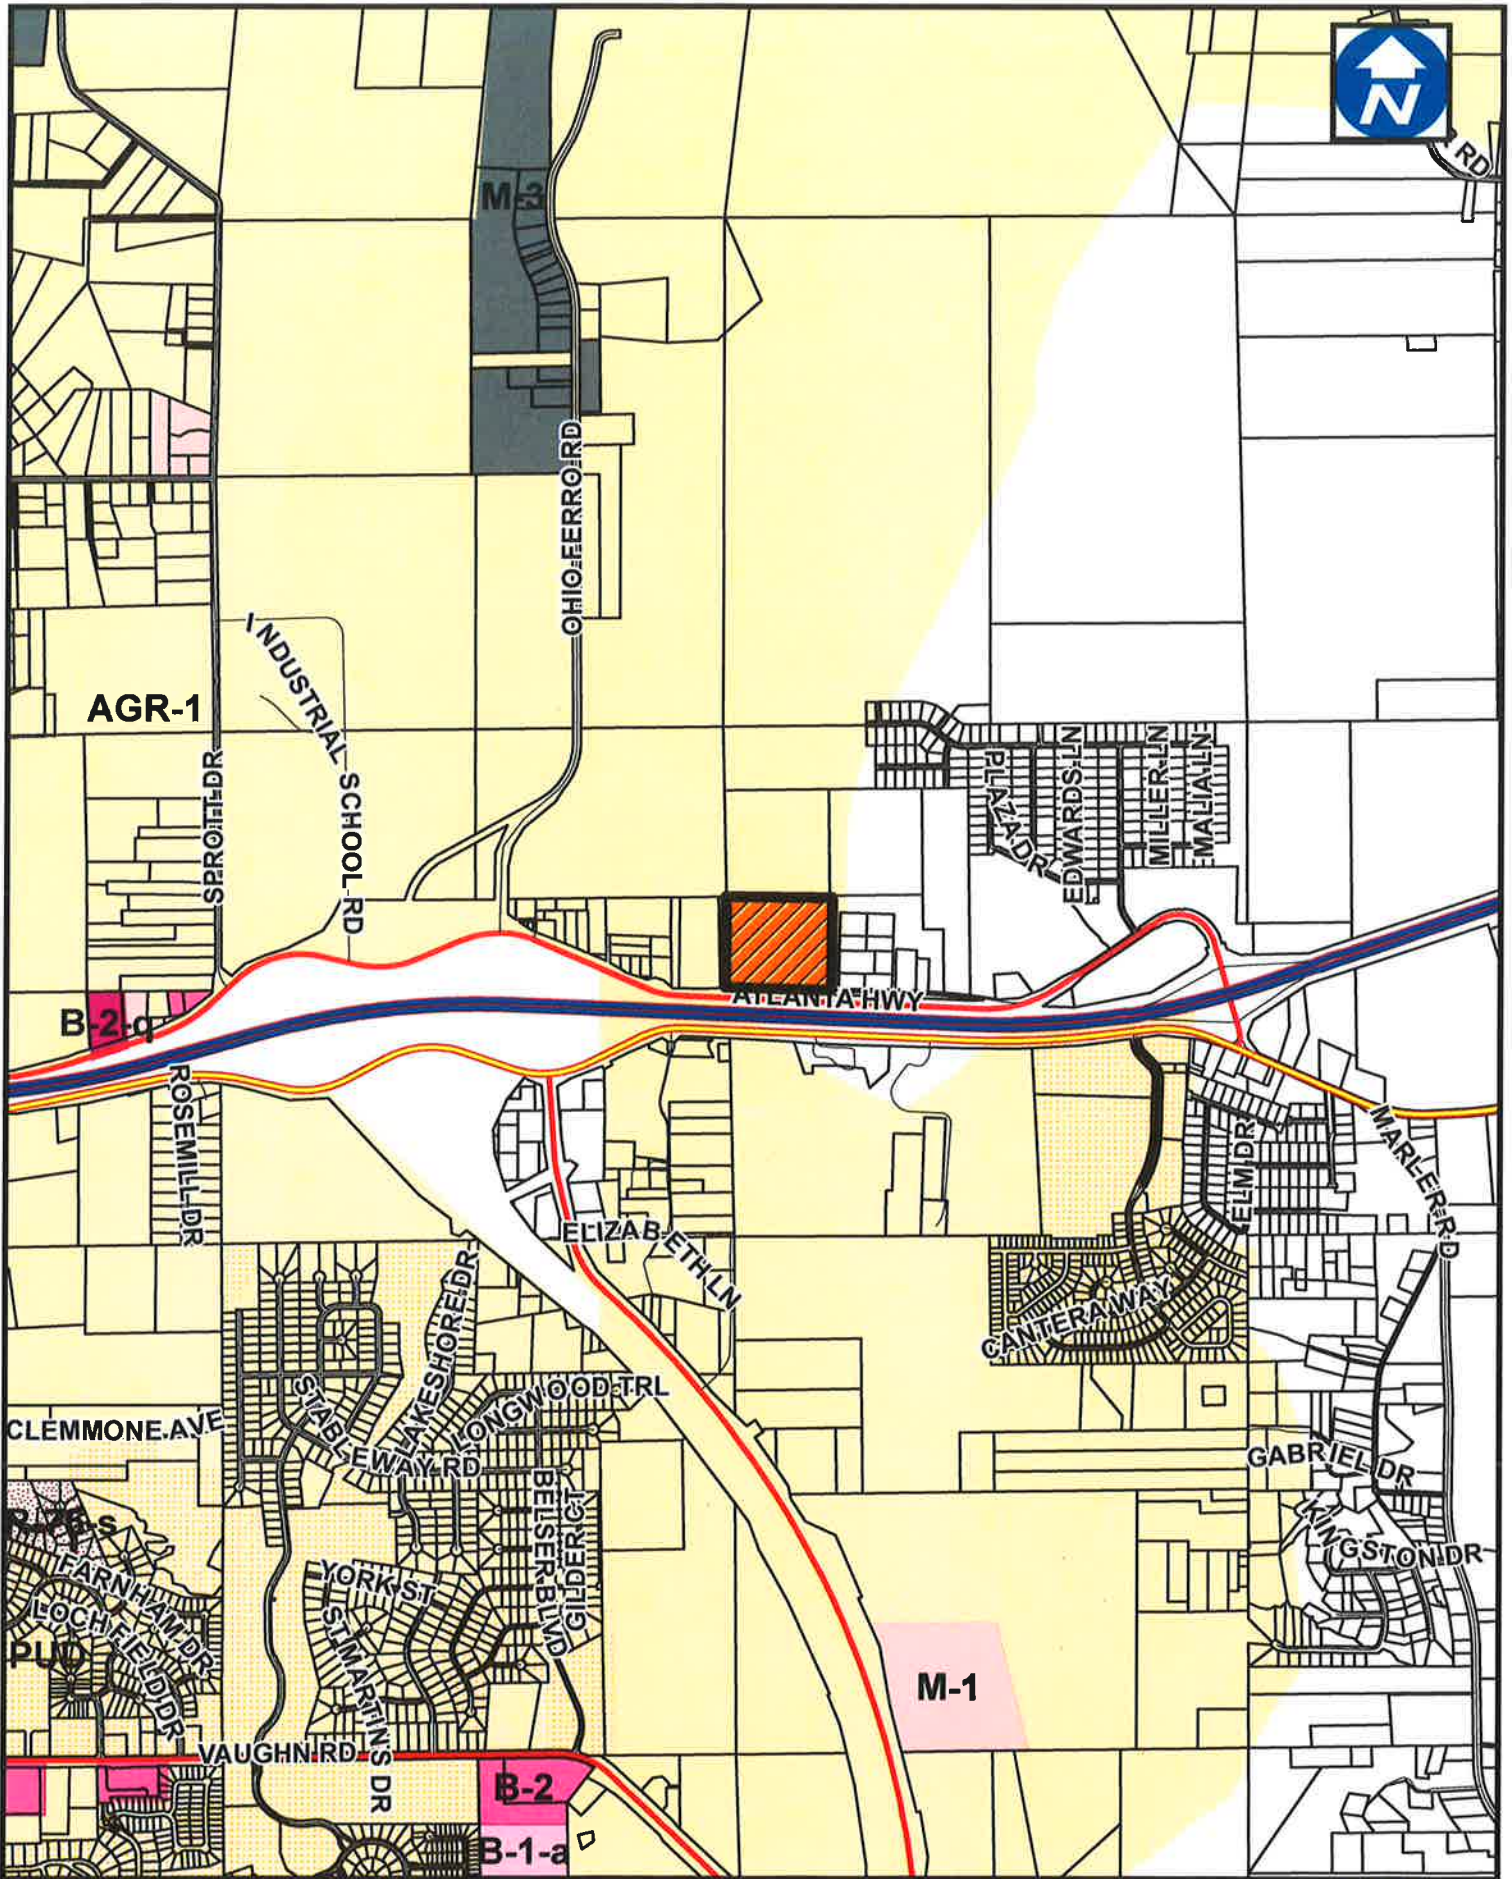 N
RD
M-3
OHIO FERRO RD
INDUSTRIAL SCHOOL RD
AGR-1
SPROTT DR
PLAZA DR
EDWARDS LN
MILLER LN
MALIA LN
ATLANTA HWY
B-2-q
ROSEMILL DR
ELM DR
MARLER RD
ELIZABETH LN
LAKESHORE DR
CANTERA WAY
LONGWOOD TRL
STABLEWAY RD
CLEMMONE AVE
GABRIEL DR
BELSER BLVD
GILDER CT
KINGSTON DR
FARNHAM DR
YORK ST
LOCHFIELD DR
ST MARTINS DR
PUD
M-1
VAUGHN RD
B-2
B-1-a